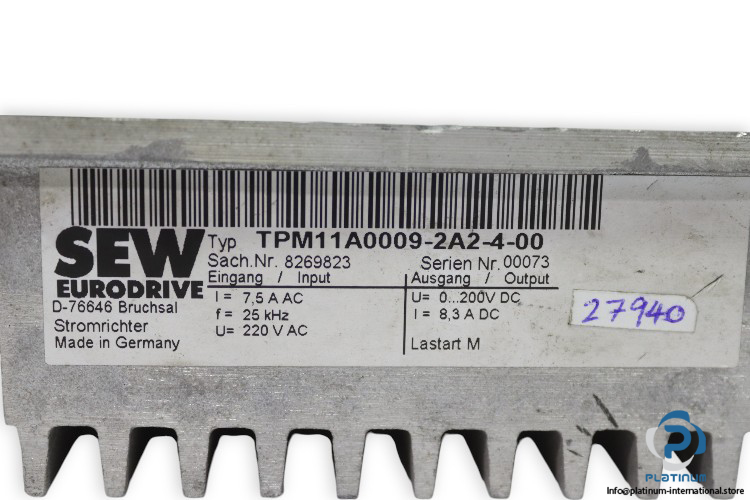 SEW
EURODRIVE
D-76646 Bruchsal
Stromrichter
Made in Germany
Typ TPM11A0009-2A2-4-00
Sach.Nr. 8269823 Serien Nr. 00073
Eingang / Input
I = 7,5 A AC
f = 25 kHz
U= 220 V AC
Ausgang / Output
U= 0...200V DC
I = 8,3 A DC
Lastart M
27940
PLATINUM
Info@platinum-international-store.com